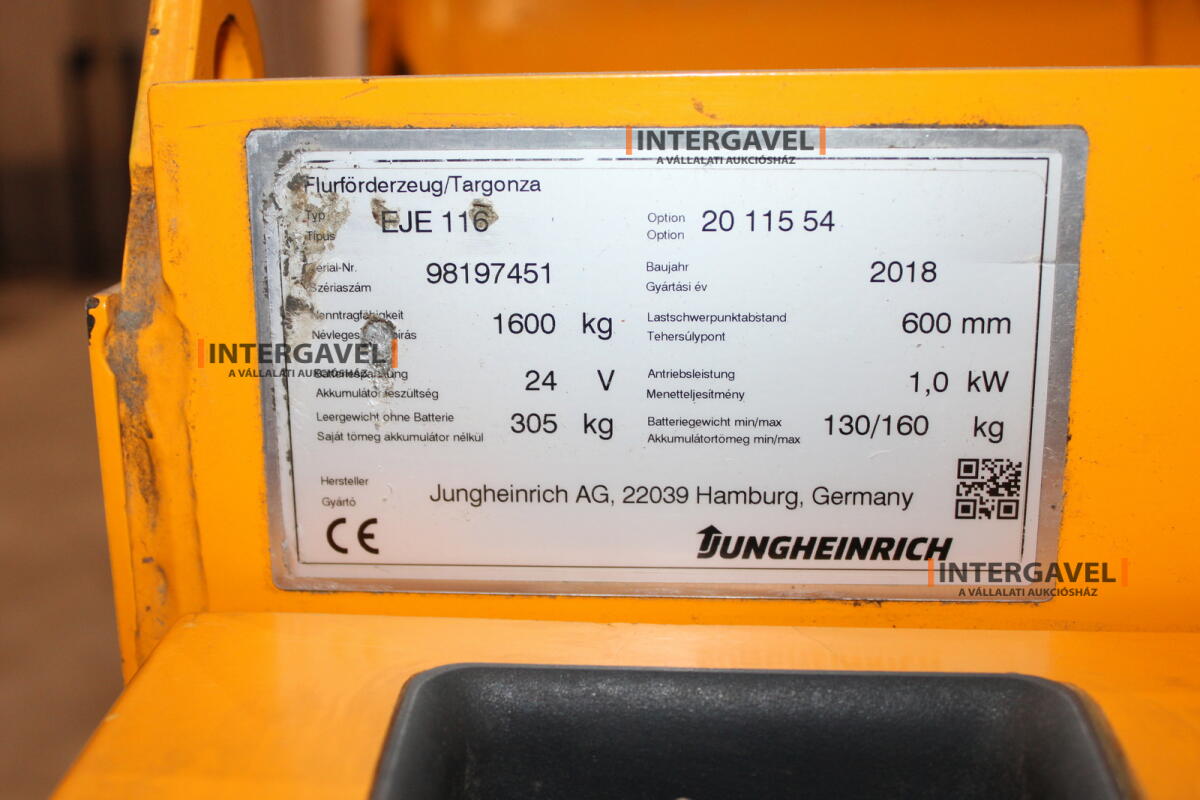 INTERGAVEL
A VÁLLALATI AUKCIÓSHÁZ
Flurförderzeug/Targonza
Typ EJE 116 Option 20 115 54
Típus Option
Serial-Nr. 98197451 Baujahr 2018
Szériaszám Gyártási év
Nenntragfähigkeit 1600 kg Lastschwerpunktabstand 600 mm
Névleges Tehersúlypont
INTERGAVEL
A VÁLLALATI AUKCIÓSHÁZ
24 V Antriebsleistung 1,0 kW
Akkumulátor feszültség Menetteljesítmény
Leergewicht ohne Batterie 305 kg Batteriegewicht min/max 130/160 kg
Saját tömeg akkumulátor nélkül Akkumulátortömeg min/max
Hersteller Jungheinrich AG, 22039 Hamburg, Germany
Gyártó
CE JUNGHEINRICH
INTERGAVEL
A VÁLLALATI AUKCIÓSHÁZ